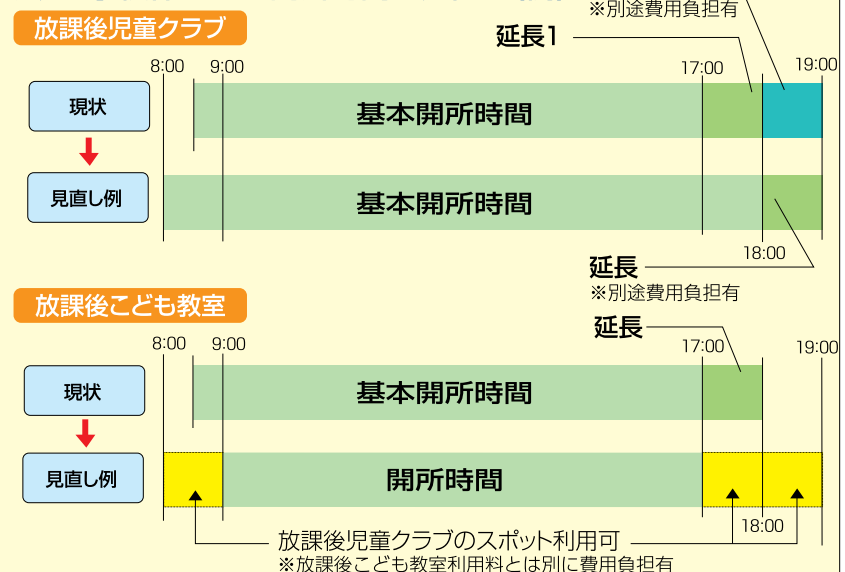 ※別途費用負担有
放課後児童クラブ
延長1
8:00
9:00
17:00
19:00
現状
基本開所時間
見直し例
基本開所時間
18:00
延長
※別途費用負担有
放課後こども教室
延長
8:00
9:00
17:00
19:00
現状
基本開所時間
見直し例
開所時間
18:00
放課後児童クラブのスポット利用可
※放課後こども教室利用料とは別に費用負担有